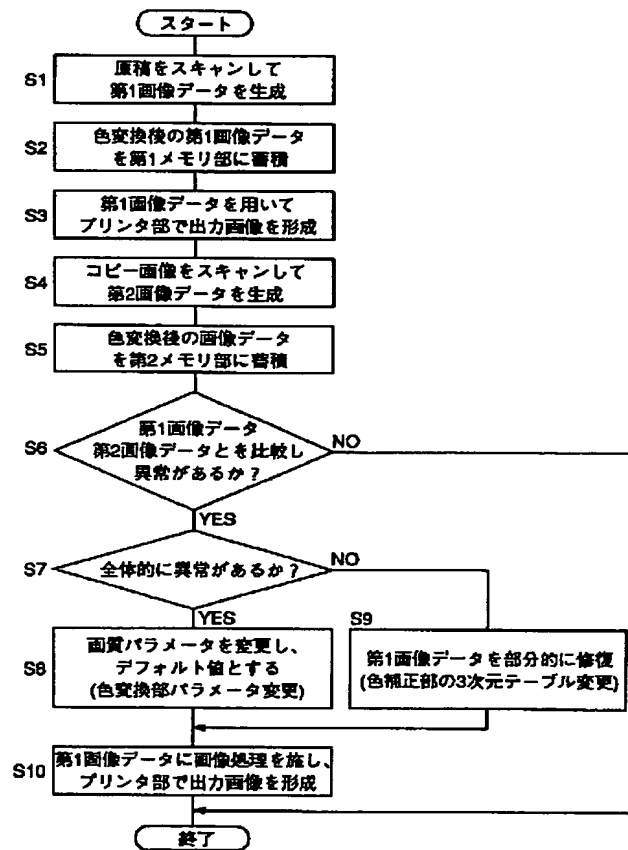 スタート
S1
原稿をスキャンして
第1画像データを生成
S2
色変換後の第1画像データ
を第1メモリ部に蓄積
S3
第1画像データを用いて
プリンタ部で出力画像を形成
S4
コピー画像をスキャンして
第2画像データを生成
S5
色変換後の画像データ
を第2メモリ部に蓄積
S6
第1画像データ
第2画像データとを比較し
異常があるか?
NO
YES
S7
全体的に異常があるか?
NO
YES
S8
画質パラメータを変更し、
デフォルト値とする
(色変換部パラメータ変更)
S9
第1画像データを部分的に修復
(色補正部の3次元テーブル変更)
S10
第1画像データに画像処理を施し、
プリンタ部で出力画像を形成
終了